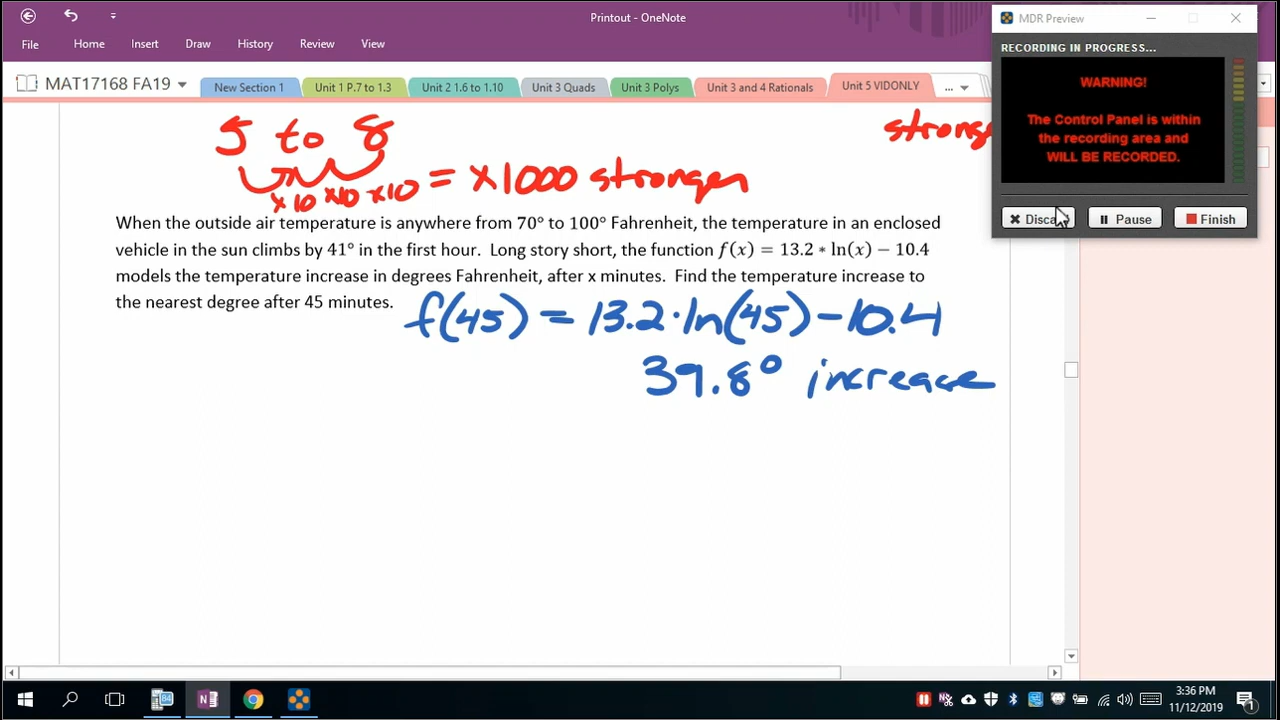 Printout - OneNote
File Home Insert Draw History Review View
MAT17168 FA19
New Section 1 Unit 1 P.7 to 1.3 Unit 2 1.6 to 1.10 Unit 3 Quads Unit 3 Polys Unit 3 and 4 Rationals Unit 5 VIDONLY ...
MDR Preview
RECORDING IN PROGRESS...
WARNING!
The Control Panel is within
the recording area and
WILL BE RECORDED.
Pause Finish
5 to 8
×10 ×10 ×10 = ×1000 stronger
When the outside air temperature is anywhere from 70° to 100° Fahrenheit, the temperature in an enclosed
vehicle in the sun climbs by 41° in the first hour. Long story short, the function f(x) = 13.2 ∗ ln(x) − 10.4
models the temperature increase in degrees Fahrenheit, after x minutes. Find the temperature increase to
the nearest degree after 45 minutes.
f(45) = 13.2·ln(45) − 10.4
39.8° increase
3:36 PM
11/12/2019